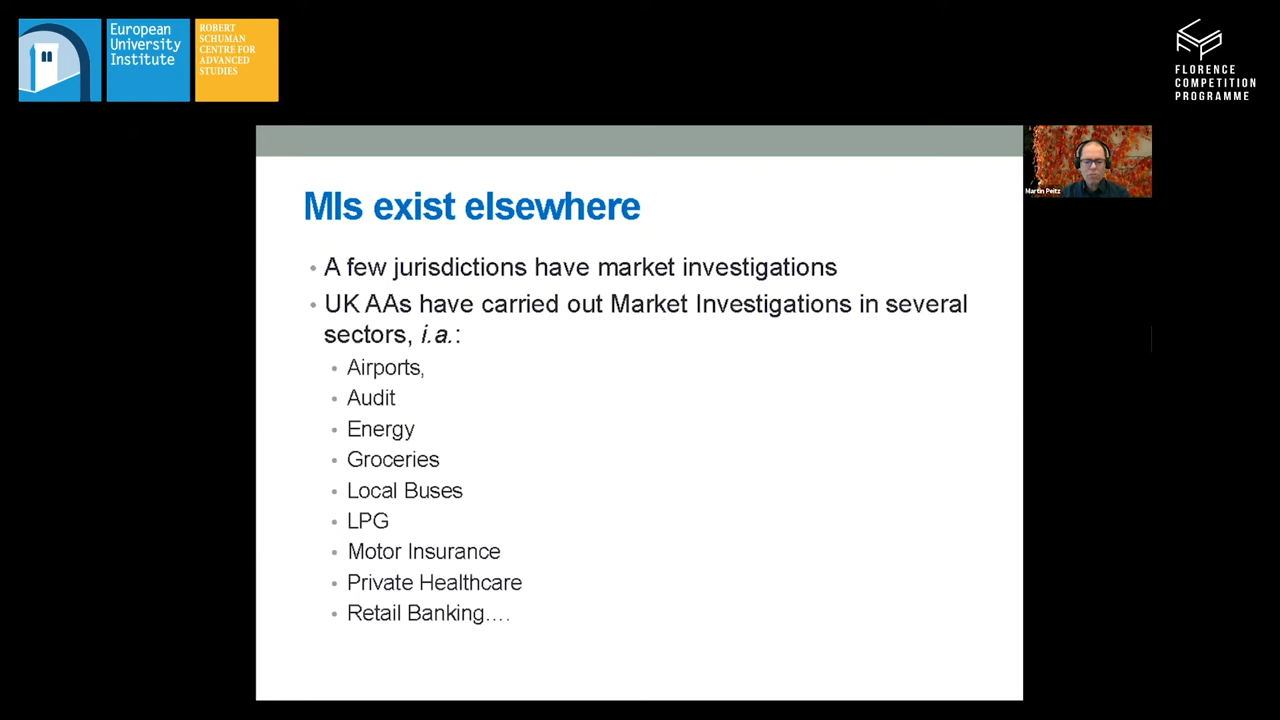 European
University
Institute
ROBERT
SCHUMAN
CENTRE FOR
ADVANCED
STUDIES
FLORENCE
COMPETITION
PROGRAMME
Martin Peitz
MIs exist elsewhere
• A few jurisdictions have market investigations
• UK AAs have carried out Market Investigations in several
sectors, i.a.:
• Airports,
• Audit
• Energy
• Groceries
• Local Buses
• LPG
• Motor Insurance
• Private Healthcare
• Retail Banking….